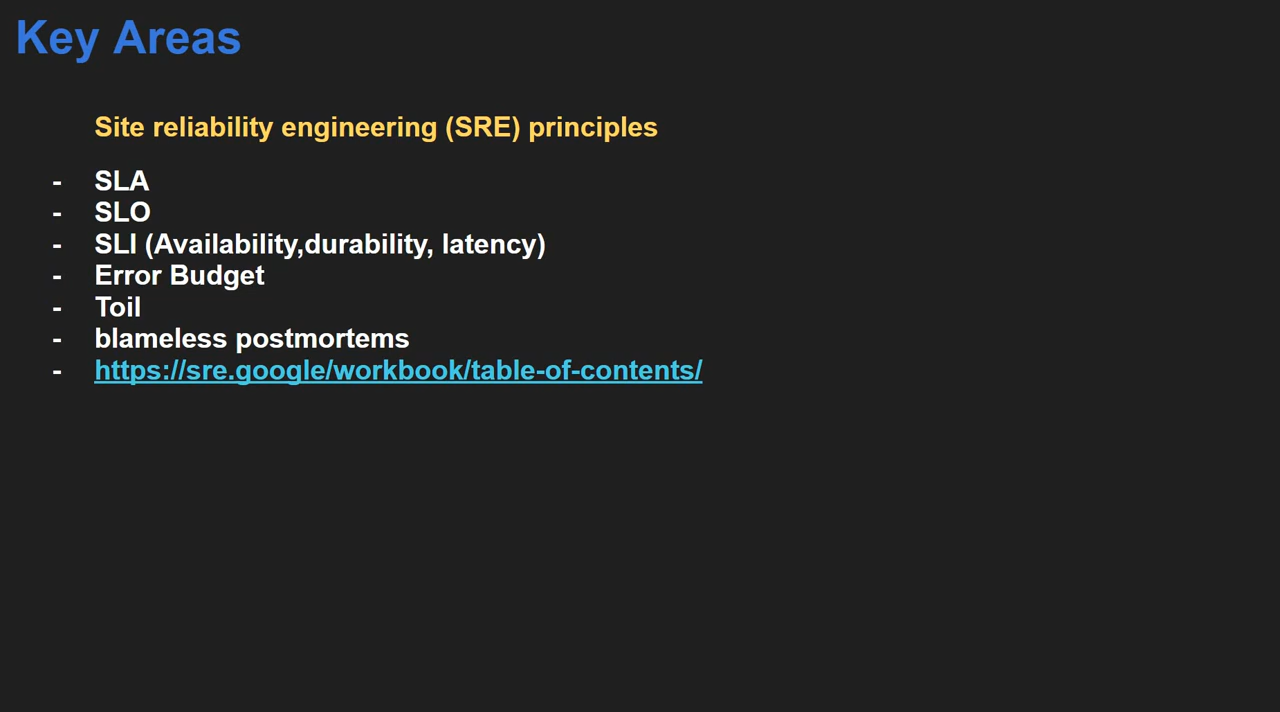 Key Areas
Site reliability engineering (SRE) principles
- SLA
- SLO
- SLI (Availability,durability, latency)
- Error Budget
- Toil
- blameless postmortems
- https://sre.google/workbook/table-of-contents/